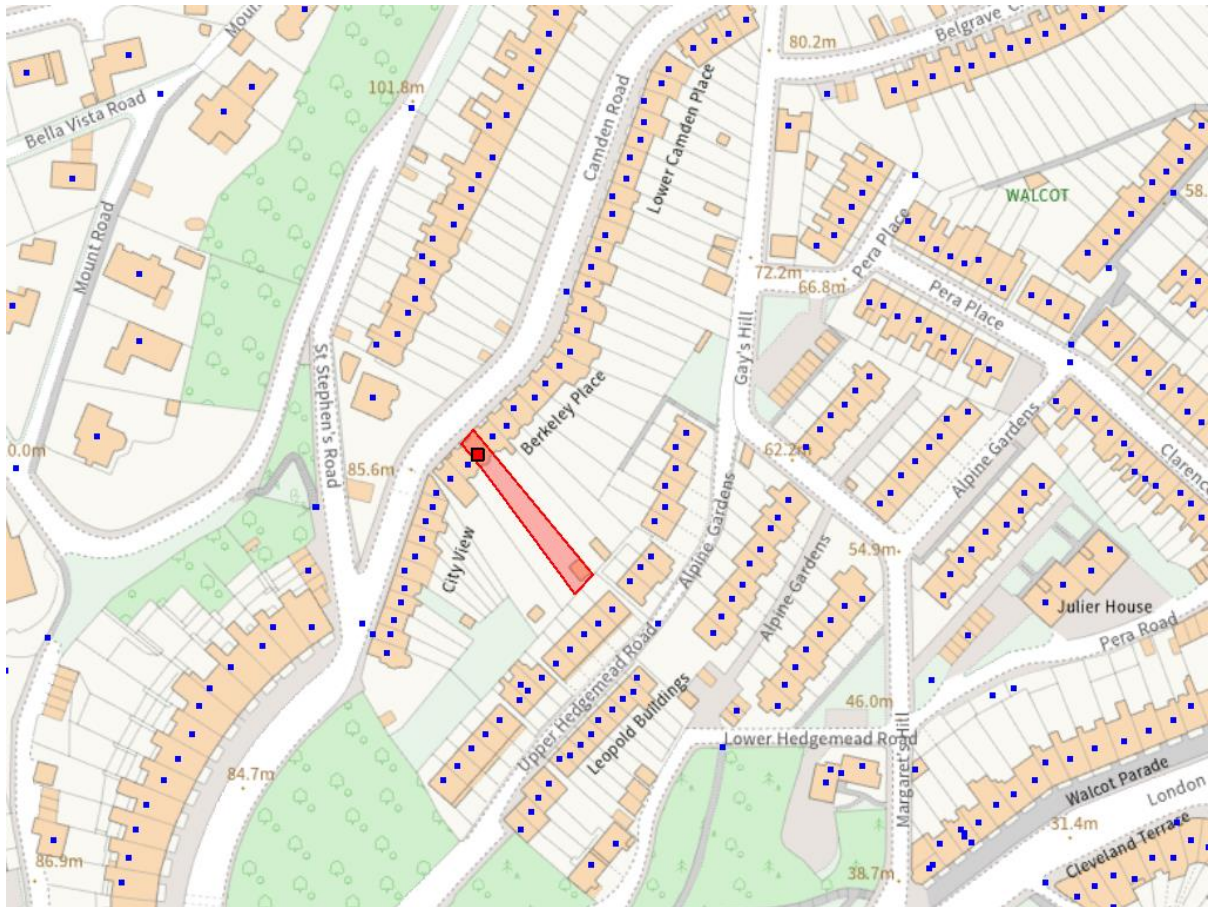 Belgrave C
80.2m
Mount
101.8m
Bella Vista Road
Camden Road
Lower Camden Place
WALCOT
58.
Mount Road
Pera Place
72.2m
66.8m
Pera Place
Gay's Hill
St Stephen's Road
Berkeley Place
0.0m
85.6m
62.2m
Alpine Gardens
Clarence
Alpine Gardens
City View
54.9m
Alpine Gardens
Julier House
Pera Road
Upper Hedgemead Road
Leopold Buildings
46.0m
Lower Hedgemead Road
Margaret's Hill
84.7m
Walcot Parade
London
31.4m
Cleveland Terrace
86.9m
38.7m